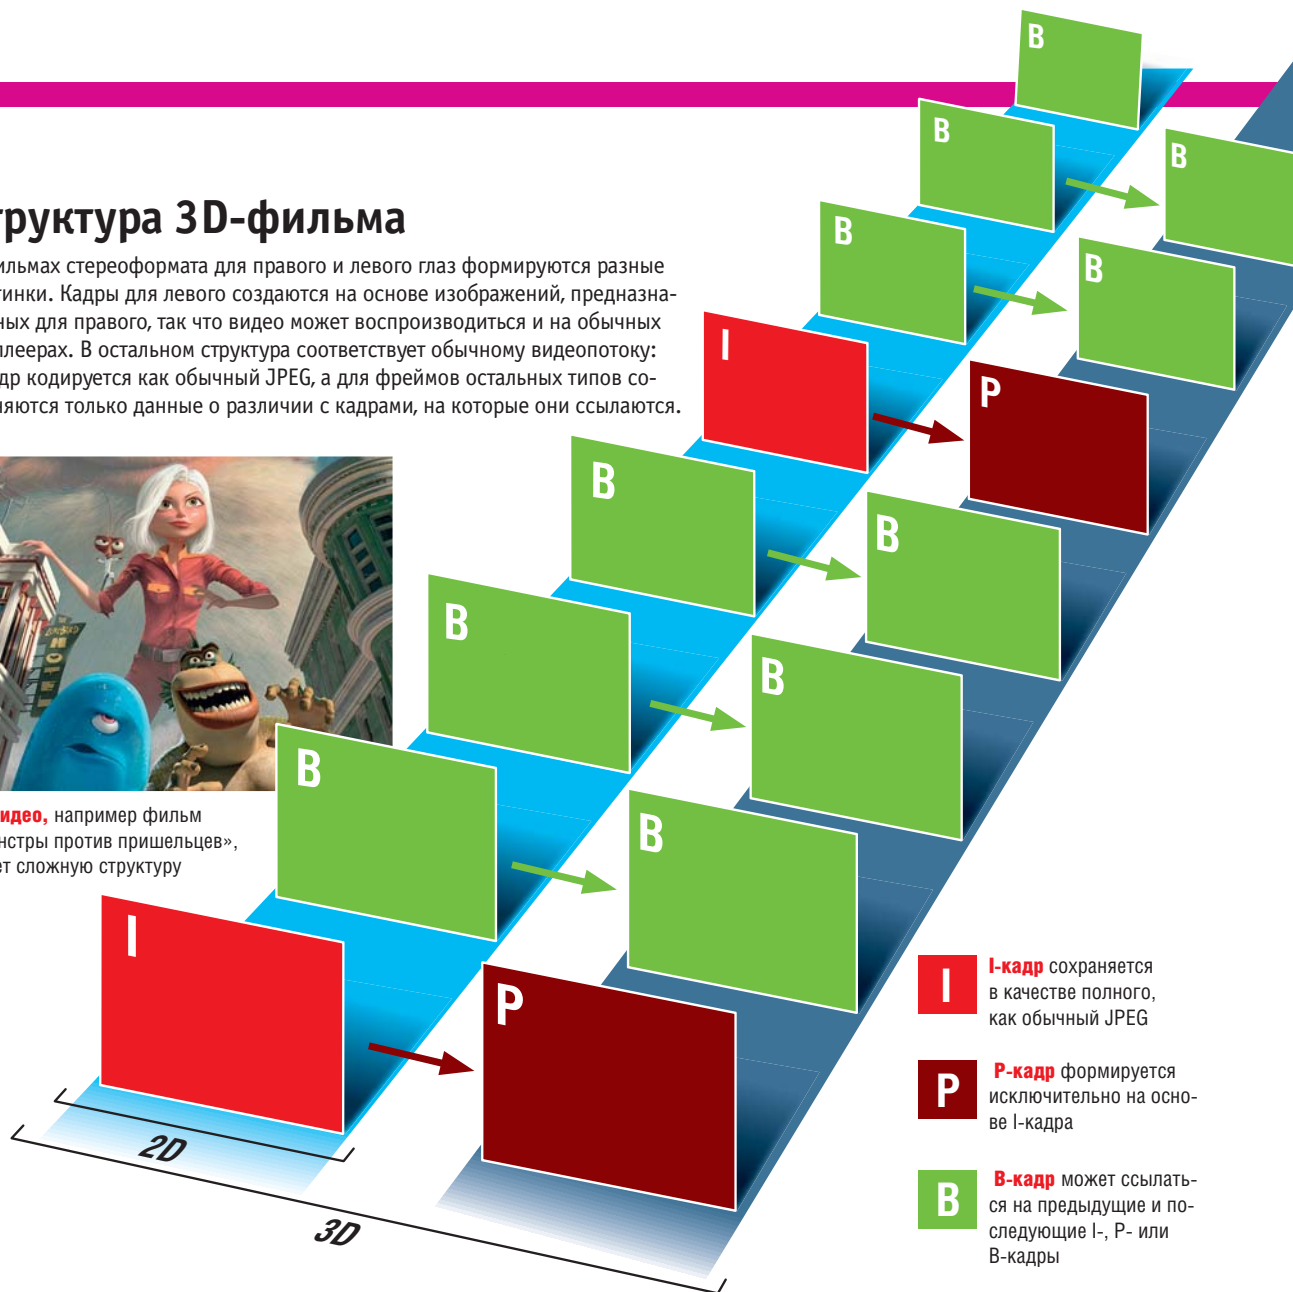 труктура 3D-фильма
ильмах стереоформата для правого и левого глаз формируются разные
тинки. Кадры для левого создаются на основе изображений, предназна-
ных для правого, так что видео может воспроизводиться и на обычных
плеерах. В остальном структура соответствует обычному видеопотоку:
др кодируется как обычный JPEG, а для фреймов остальных типов со-
няются только данные о различии с кадрами, на которые они ссылаются.
B
B
B
B
B
I
P
B
B
B
B
B
B
I
P
HOTE
идео, например фильм
нстры против пришельцев»,
ет сложную структуру
2D
3D
I
I-кадр сохраняется
в качестве полного,
как обычный JPEG
P
P-кадр формируется
исключительно на осно-
ве I-кадра
B
B-кадр может ссылать-
ся на предыдущие и по-
следующие I-, P- или
B-кадры